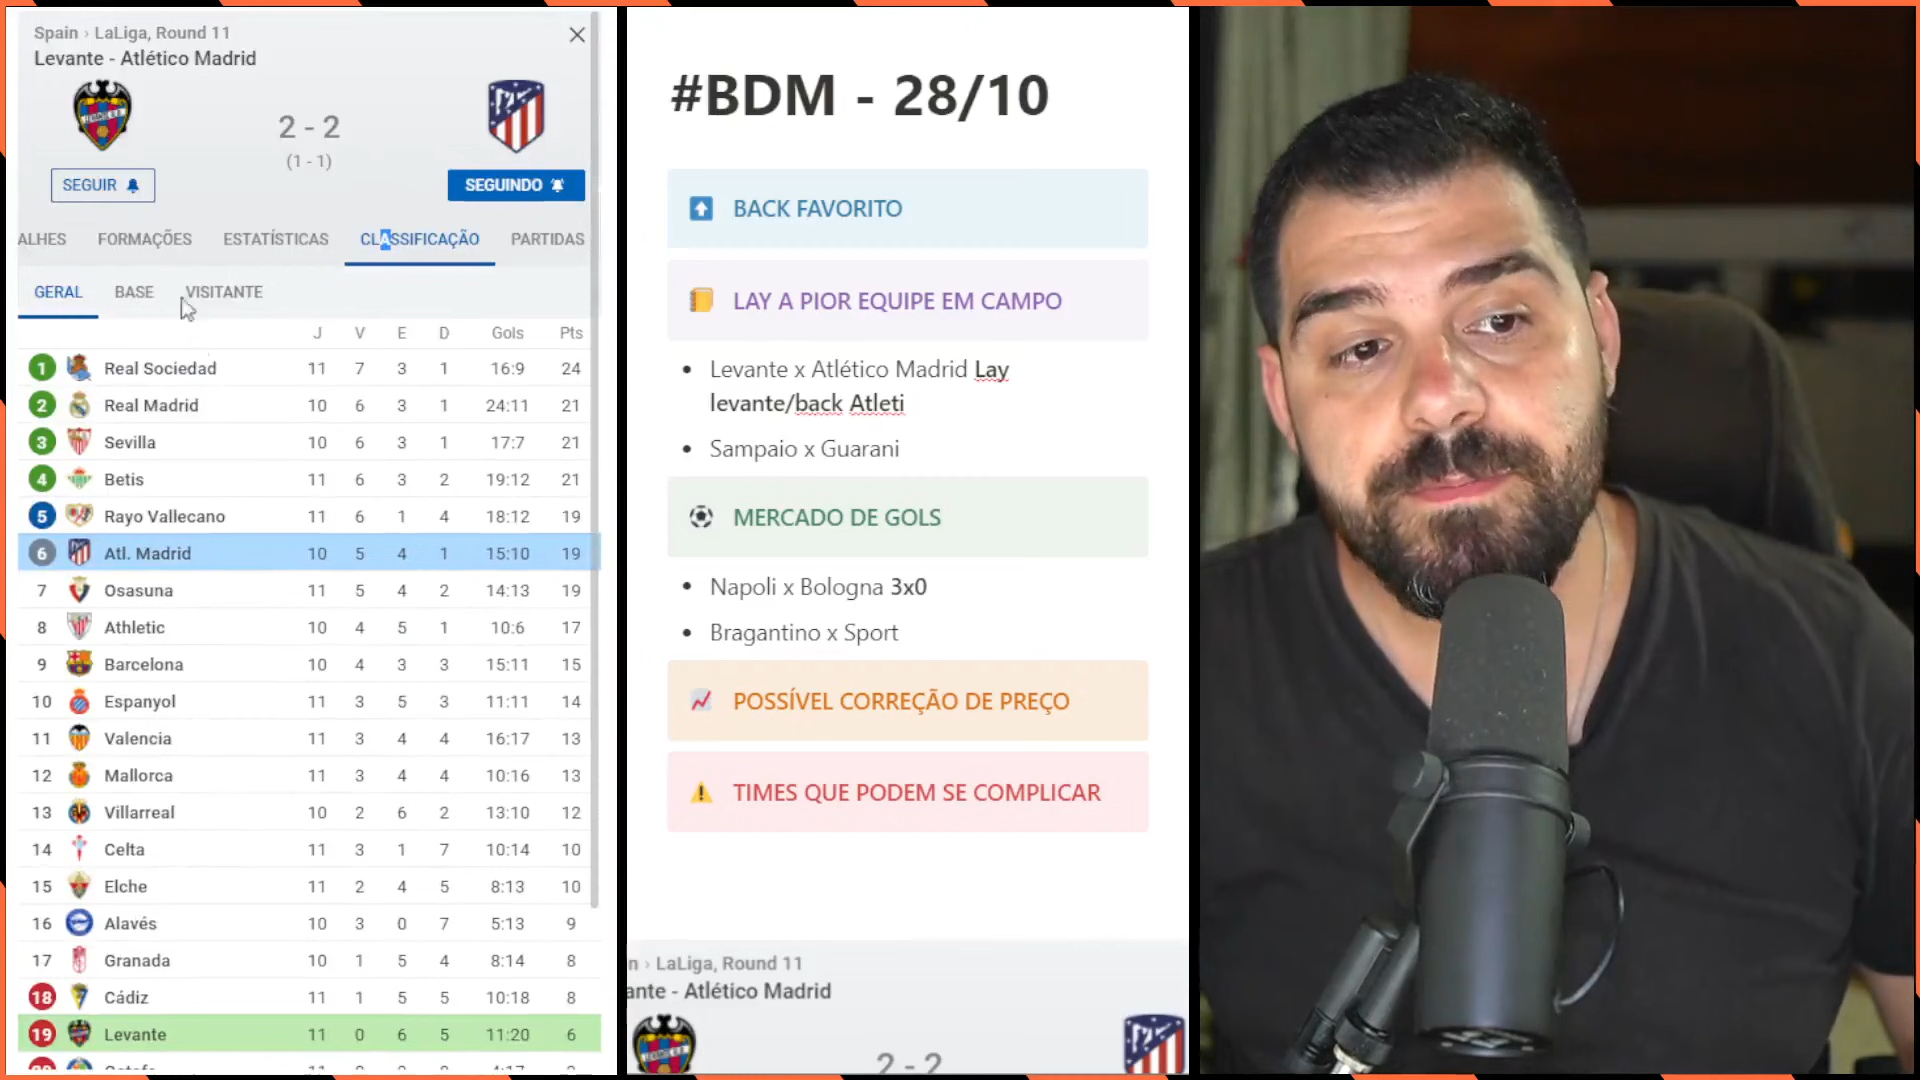 Spain › LaLiga, Round 11
Levante - Atlético Madrid
2 - 2
(1 - 1)
SEGUIR
SEGUINDO
ALHES FORMAÇÕES ESTATÍSTICAS CLASSIFICAÇÃO PARTIDAS
GERAL BASE VISITANTE
J V E D Gols Pts
1 Real Sociedad 11 7 3 1 16:9 24
2 Real Madrid 10 6 3 1 24:11 21
3 Sevilla 10 6 3 1 17:7 21
4 Betis 11 6 3 2 19:12 21
5 Rayo Vallecano 11 6 1 4 18:12 19
6 Atl. Madrid 10 5 4 1 15:10 19
7 Osasuna 11 5 4 2 14:13 19
8 Athletic 10 4 5 1 10:6 17
9 Barcelona 10 4 3 3 15:11 15
10 Espanyol 11 3 5 3 11:11 14
11 Valencia 11 3 4 4 16:17 13
12 Mallorca 11 3 4 4 10:16 13
13 Villarreal 10 2 6 2 13:10 12
14 Celta 11 3 1 7 10:14 10
15 Elche 11 2 4 5 8:13 10
16 Alavés 10 3 0 7 5:13 9
17 Granada 10 1 5 4 8:14 8
18 Cádiz 11 1 5 5 10:18 8
19 Levante 11 0 6 5 11:20 6
#BDM - 28/10
BACK FAVORITO
LAY A PIOR EQUIPE EM CAMPO
• Levante x Atlético Madrid Lay
levante/back Atleti
• Sampaio x Guarani
MERCADO DE GOLS
• Napoli x Bologna 3x0
• Bragantino x Sport
POSSÍVEL CORREÇÃO DE PREÇO
TIMES QUE PODEM SE COMPLICAR
n › LaLiga, Round 11
ante - Atlético Madrid
2 - 2